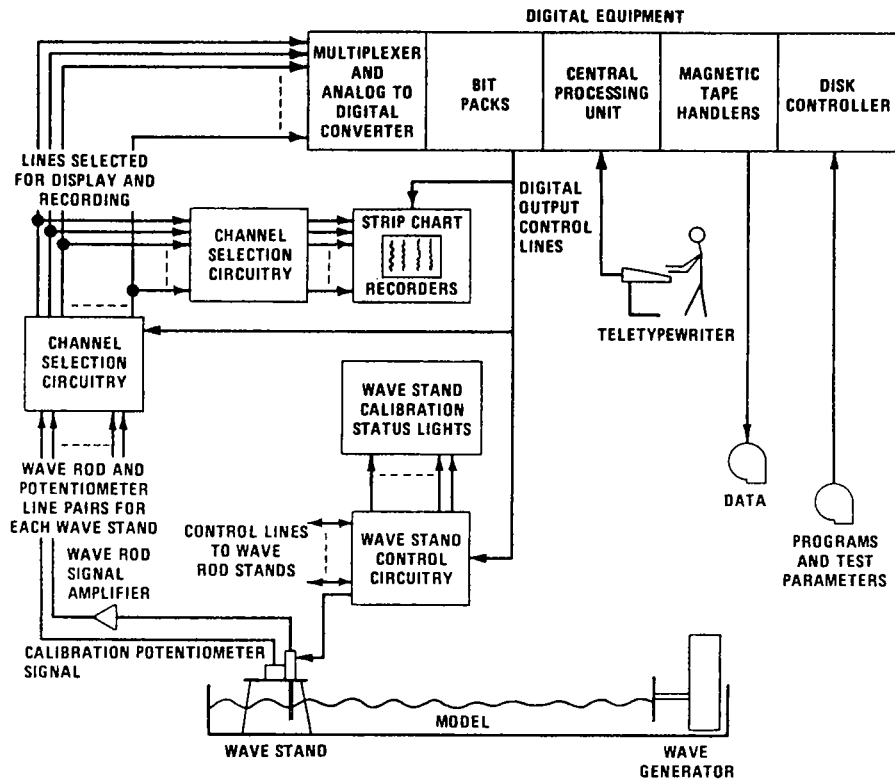 DIGITAL EQUIPMENT
MULTIPLEXER
AND
ANALOG TO
DIGITAL
CONVERTER
BIT
PACKS
CENTRAL
PROCESSING
UNIT
MAGNETIC
TAPE
HANDLERS
DISK
CONTROLLER
LINES SELECTED
FOR DISPLAY AND
RECORDING
CHANNEL
SELECTION
CIRCUITRY
STRIP CHART
RECORDERS
DIGITAL
OUTPUT
CONTROL
LINES
TELETYPEWRITER
CHANNEL
SELECTION
CIRCUITRY
WAVE STAND
CALIBRATION
STATUS LIGHTS
WAVE ROD AND
POTENTIOMETER
LINE PAIRS FOR
EACH WAVE STAND
CONTROL LINES
TO WAVE
ROD STANDS
WAVE STAND
CONTROL
CIRCUITRY
DATA
PROGRAMS
AND TEST
PARAMETERS
WAVE ROD
SIGNAL
AMPLIFIER
CALIBRATION POTENTIOMETER
SIGNAL
MODEL
WAVE STAND
WAVE
GENERATOR